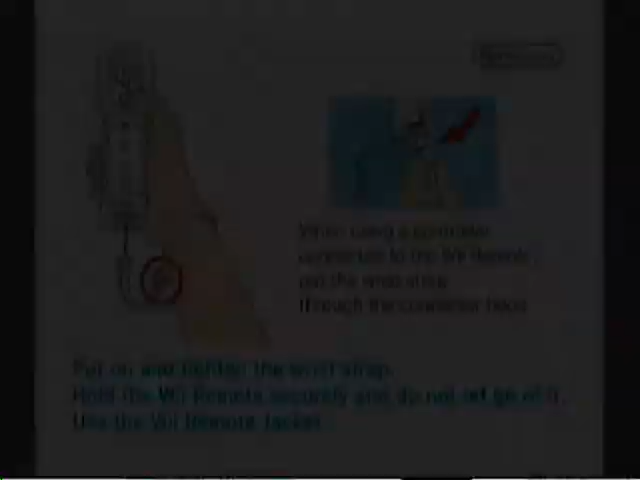 Nintendo
When using a
connected to the Wii Remote,
put the wrist strap
through the connector hook.
Put on and tighten the wrist strap.
Hold the Wii Remote securely and do not let go of it.
Use the Wii Remote Jacket.